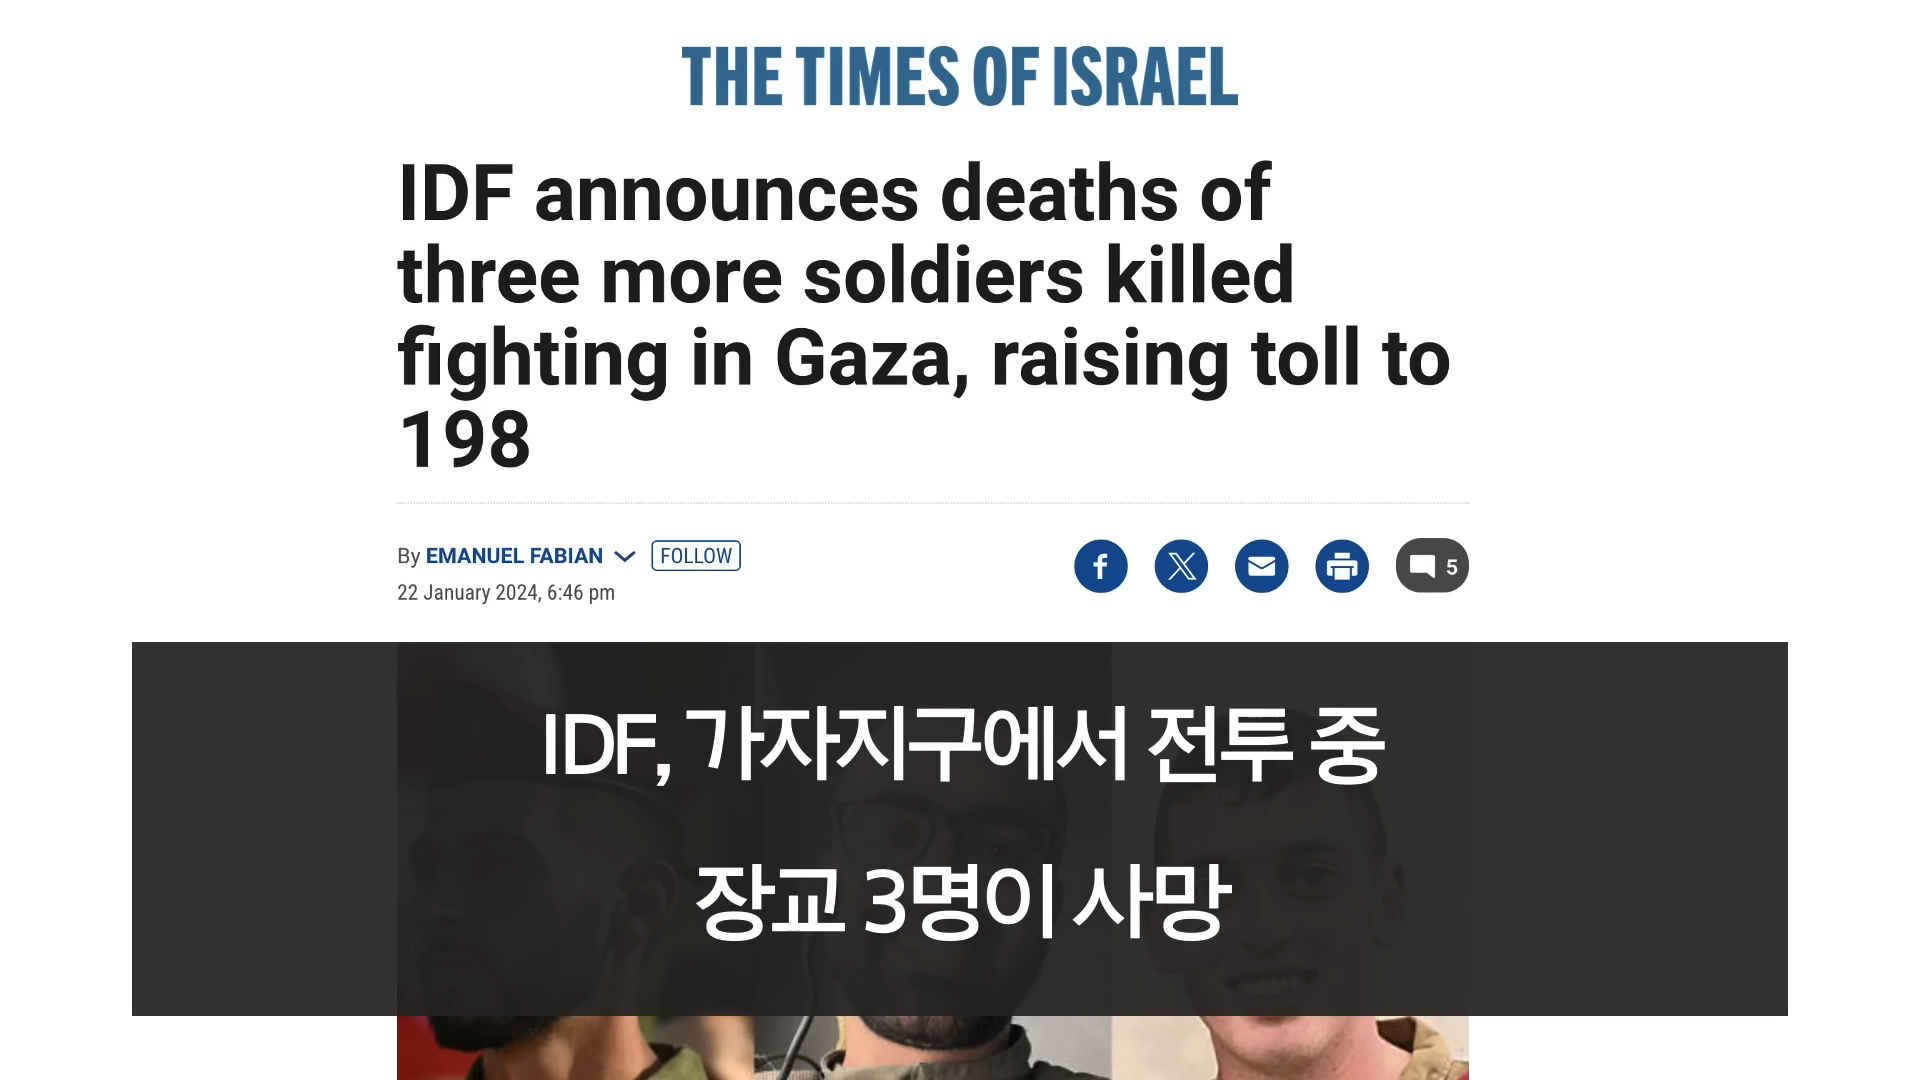 THE TIMES OF ISRAEL
IDF announces deaths of
three more soldiers killed
fighting in Gaza, raising toll to
198
By EMANUEL FABIAN FOLLOW
22 January 2024, 6:46 pm
5
IDF, 가자지구에서 전투 중
장교 3명이 사망